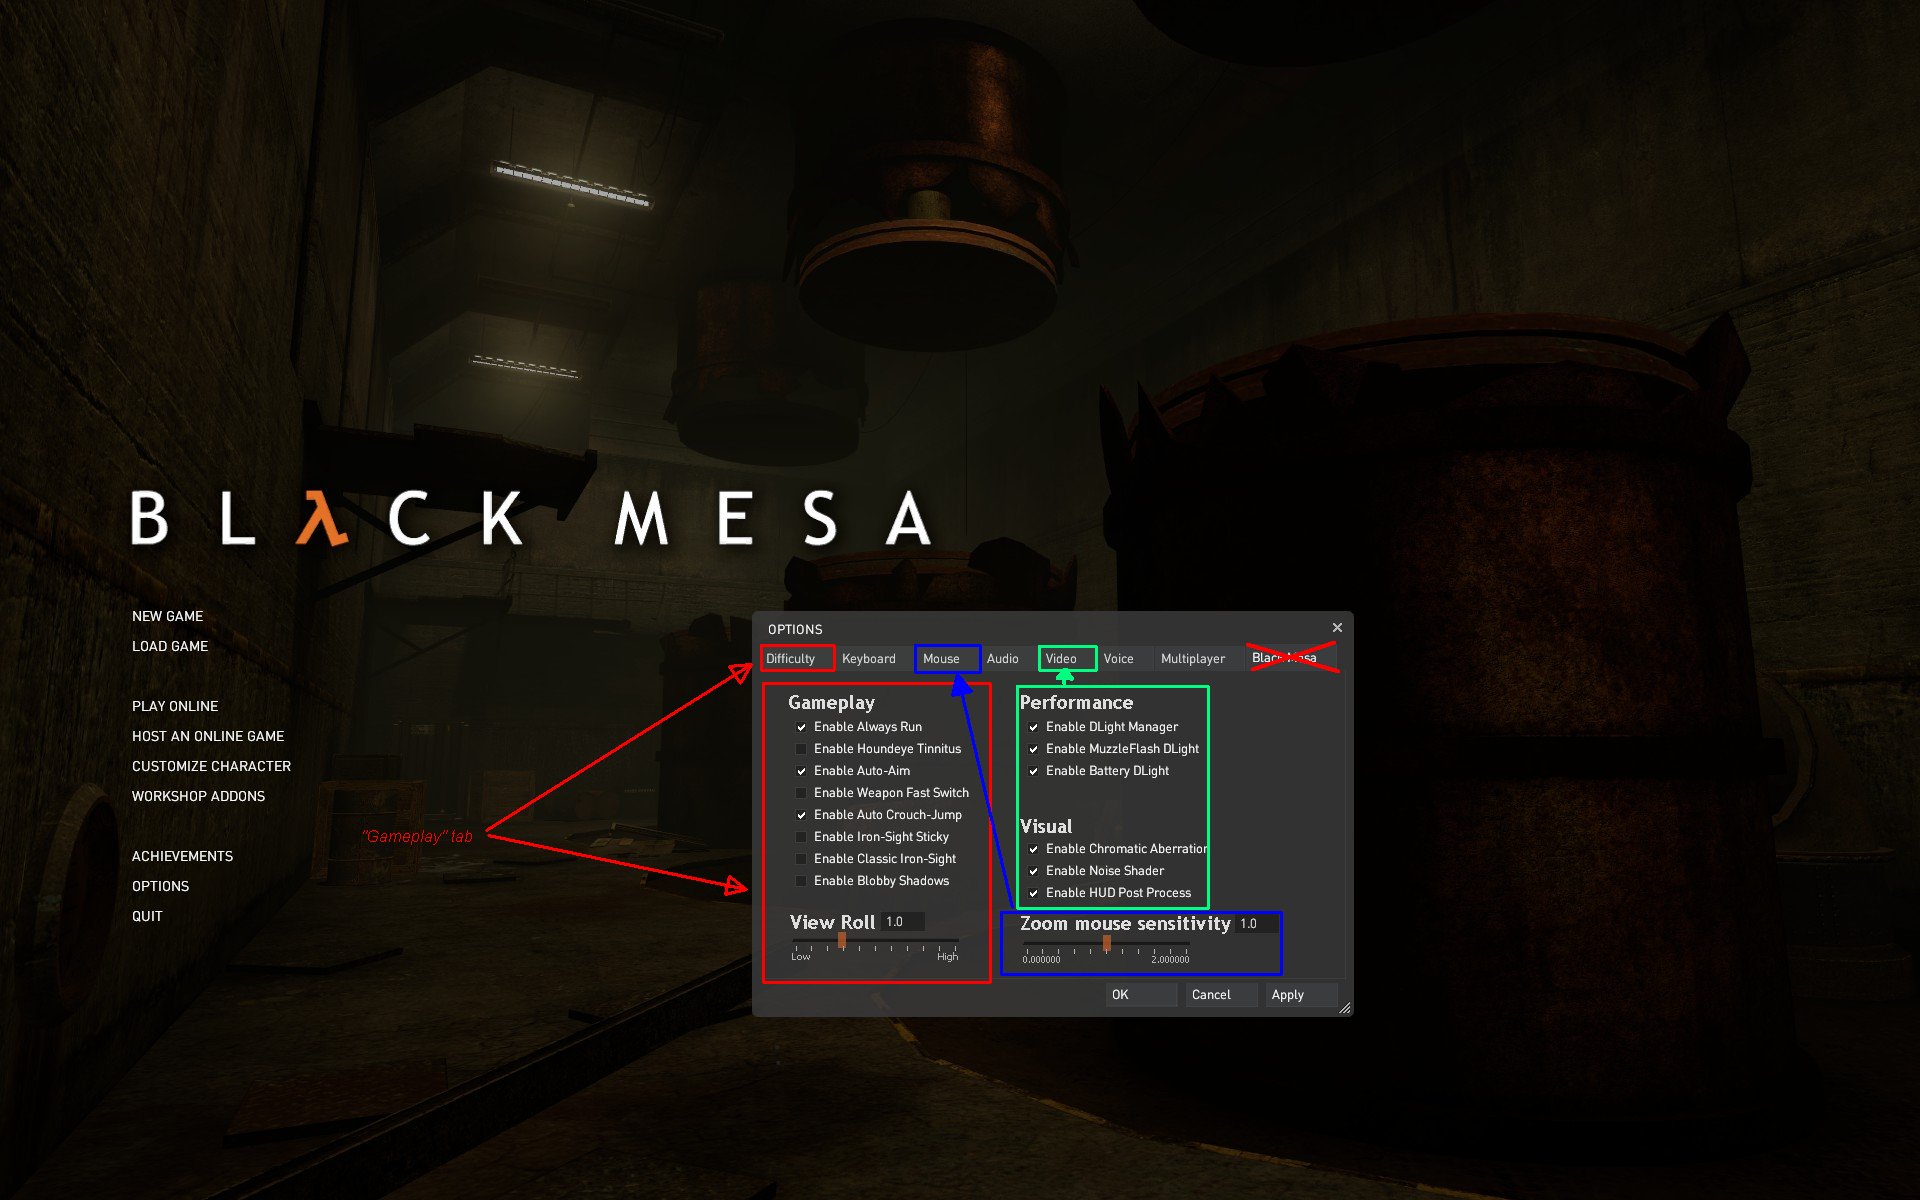 BLACK MESA
NEW GAME
LOAD GAME
PLAY ONLINE
HOST AN ONLINE GAME
CUSTOMIZE CHARACTER
WORKSHOP ADDONS
ACHIEVEMENTS
OPTIONS
QUIT
"Gameplay" tab
OPTIONS
Difficulty Keyboard Mouse Audio Video Voice Multiplayer Black Mesa
Gameplay
Enable Always Run
Enable Houndeye Tinnitus
Enable Auto-Aim
Enable Weapon Fast Switch
Enable Auto Crouch-Jump
Enable Iron-Sight Sticky
Enable Classic Iron-Sight
Enable Blobby Shadows
View Roll 1.0
Low High
Performance
Enable DLight Manager
Enable MuzzleFlash DLight
Enable Battery DLight
Visual
Enable Chromatic Aberration
Enable Noise Shader
Enable HUD Post Process
Zoom mouse sensitivity 1.0
0.000000 2.000000
OK Cancel Apply